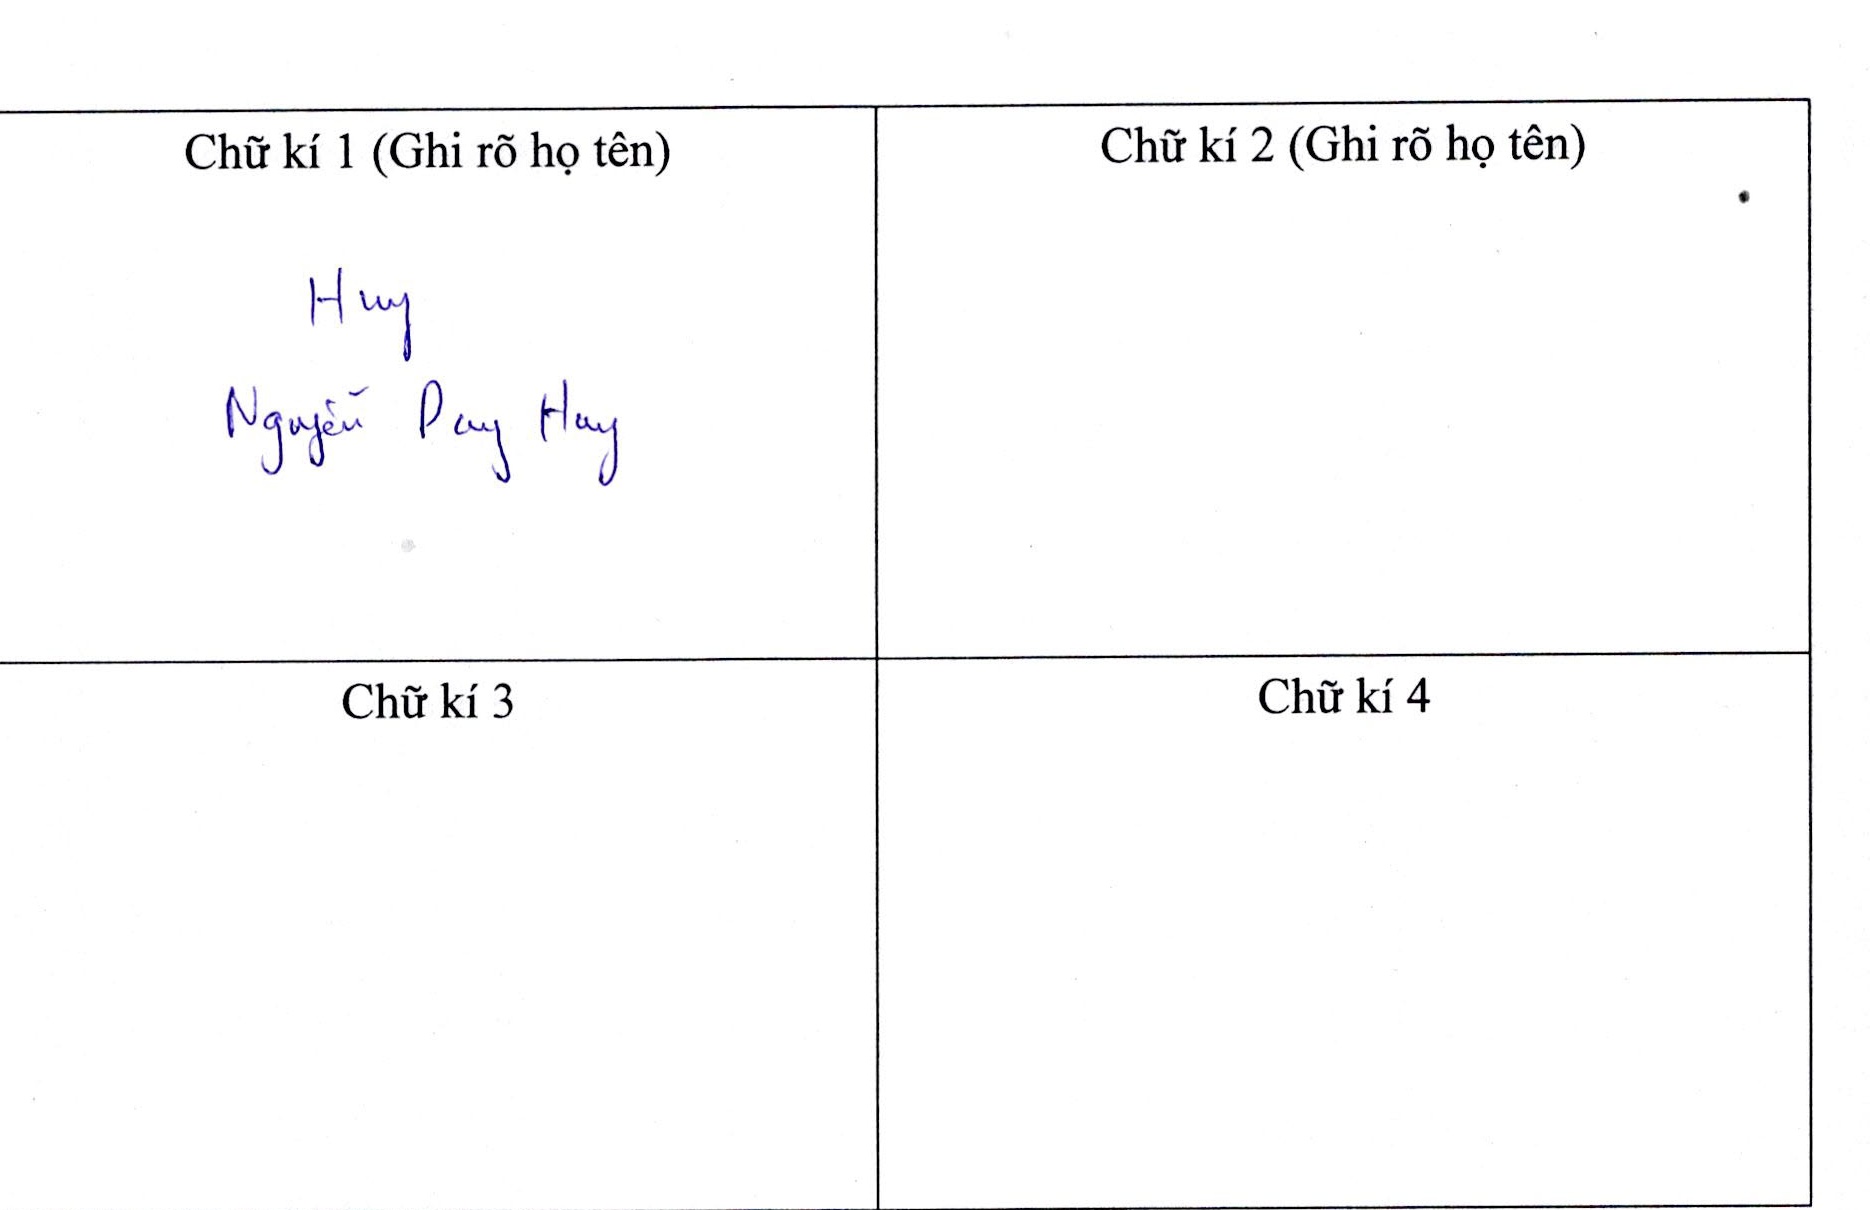 Chữ kí 1 (Ghi rõ họ tên)
Chữ kí 2 (Ghi rõ họ tên)
Huy
Nguyễn Duy Huy
Chữ kí 3
Chữ kí 4